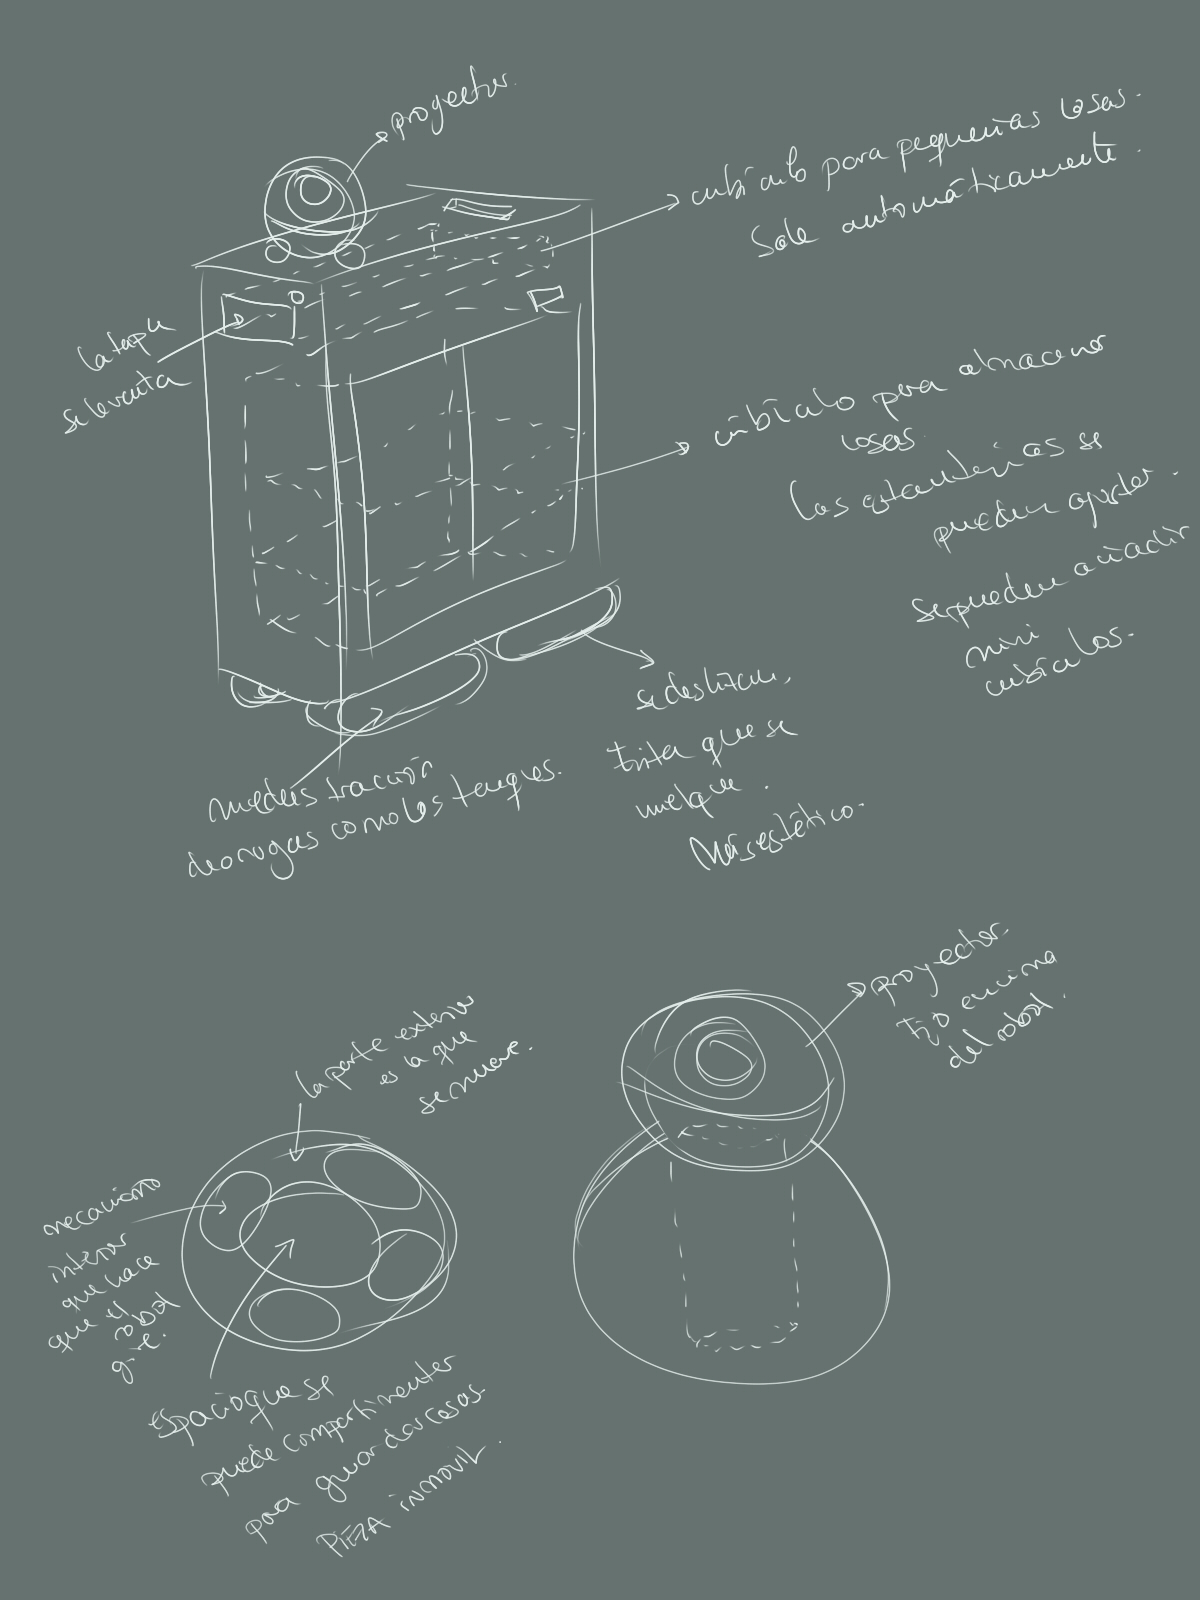 proyector.
cubículo para pequeñas cosas.
Sale automáticamente.
la tapa
se levanta
cubículo para almacenar
cosas.
las estanterías se
pueden ajustar.
Se pueden añadir
mini
cubículos.
se deslizan,
evita que se
vuelque.
Más estético.
ruedas tracción
de orugas como los tanques.
proyector.
fijo encima
del robot.
la parte exterior
es la que
se mueve.
mecanismo
interior
que hace
que el
robot
gire.
Espacio que se
puede compartimentar
para guardar cosas.
PIEZA INMOVIL.